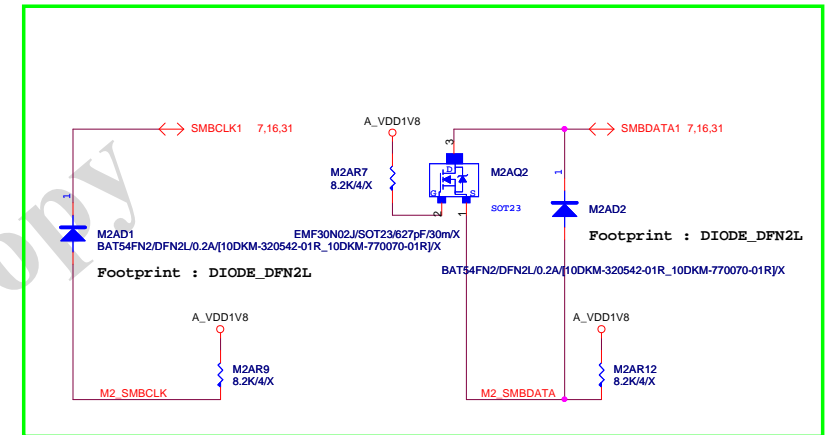 SMBCLK1 7,16,31
A_VDD1V8
SMBDATA1 7,16,31
3
M2AR7
8.2K/4/X
D
G
S
M2AQ2
SOT23
2
1
1
1
M2AD1
BAT54FN2/DFN2L/0.2A/[10DKM-320542-01R_10DKM-770070-01R]/X
Footprint : DIODE_DFN2L
EMF30N02J/SOT23/627pF/30m/X
M2AD2
Footprint : DIODE_DFN2L
BAT54FN2/DFN2L/0.2A/[10DKM-320542-01R_10DKM-770070-01R]/X
A_VDD1V8
A_VDD1V8
M2AR9
8.2K/4/X
M2AR12
8.2K/4/X
M2_SMBCLK
M2_SMBDATA
opy